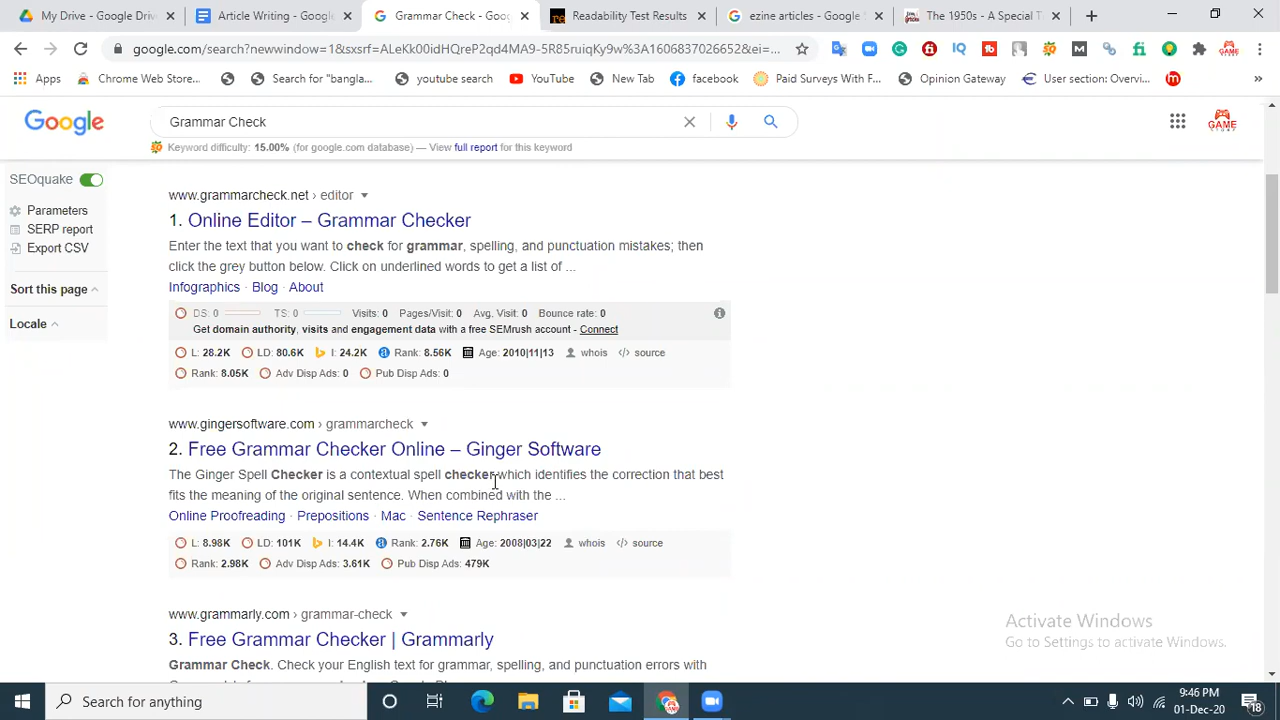 My Drive - Google Driv
Article Writing - Google
Grammar Check - Goo
Readability Test Results
ezine articles - Google S
The 1950s - A Special T
google.com/search?newwindow=1&sxsrf=ALeKk00idHQreP2qd4MA9-5R85ruiqKy9w%3A1606837026652&ei=...
Apps
Chrome Web Store...
Search for "bangla...
youtube search
YouTube
New Tab
facebook
Paid Surveys With F...
Opinion Gateway
User section: Overvi...
»
Google
Grammar Check
GAME
Keyword difficulty: 15.00% (for google.com database) — View full report for this keyword
SEOquake
Parameters
SERP report
Export CSV
Sort this page
Locale
www.grammarcheck.net › editor
1. Online Editor – Grammar Checker
Enter the text that you want to check for grammar, spelling, and punctuation mistakes; then
click the grey button below. Click on underlined words to get a list of ...
Infographics · Blog · About
DS: 0 TS: 0 Visits: 0 Pages/Visit: 0 Avg. Visit: 0 Bounce rate: 0
Get domain authority, visits and engagement data with a free SEMrush account - Connect
L: 28.2K LD: 80.6K I: 24.2K Rank: 8.56K Age: 2010|11|13 whois source
Rank: 8.05K Adv Disp Ads: 0 Pub Disp Ads: 0
www.gingersoftware.com › grammarcheck
2. Free Grammar Checker Online – Ginger Software
The Ginger Spell Checker is a contextual spell checker which identifies the correction that best
fits the meaning of the original sentence. When combined with the ...
Online Proofreading · Prepositions · Mac · Sentence Rephraser
L: 8.98K LD: 101K I: 14.4K Rank: 2.76K Age: 2008|03|22 whois source
Rank: 2.98K Adv Disp Ads: 3.61K Pub Disp Ads: 479K
www.grammarly.com › grammar-check
3. Free Grammar Checker | Grammarly
Grammar Check. Check your English text for grammar, spelling, and punctuation errors with
Activate Windows
Go to Settings to activate Windows.
Search for anything
9:46 PM
01-Dec-20
18